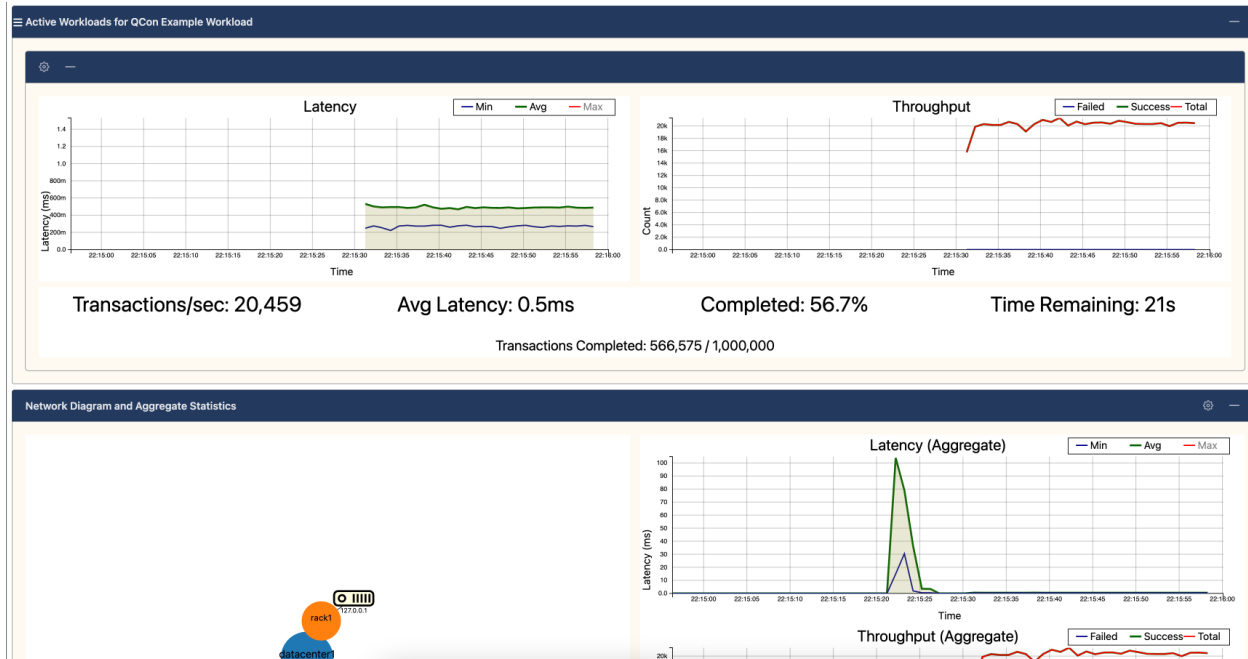 Active Workloads for QCon Example Workload
Latency
Min Avg Max
1.4
1.2
1.0
800m
600m
400m
200m
0.0
Latency (ms)
22:15:00 22:15:05 22:15:10 22:15:15 22:15:20 22:15:25 22:15:30 22:15:35 22:15:40 22:15:45 22:15:50 22:15:55 22:16:00
Time
Throughput
Failed Success Total
20k
18k
16k
14k
12k
10k
8.0k
6.0k
4.0k
2.0k
0.0
Count
22:15:00 22:15:05 22:15:10 22:15:15 22:15:20 22:15:25 22:15:30 22:15:35 22:15:40 22:15:45 22:15:50 22:15:55 22:16:00
Time
Transactions/sec: 20,459 Avg Latency: 0.5ms Completed: 56.7% Time Remaining: 21s
Transactions Completed: 566,575 / 1,000,000
Network Diagram and Aggregate Statistics
127.0.0.1
rack1
datacenter1
Latency (Aggregate)
Min Avg Max
100
90
80
70
60
50
40
30
20
10
0.0
Latency (ms)
22:15:00 22:15:05 22:15:10 22:15:15 22:15:20 22:15:25 22:15:30 22:15:35 22:15:40 22:15:45 22:15:50 22:15:55 22:16:00
Time
Throughput (Aggregate)
Failed Success Total
20k